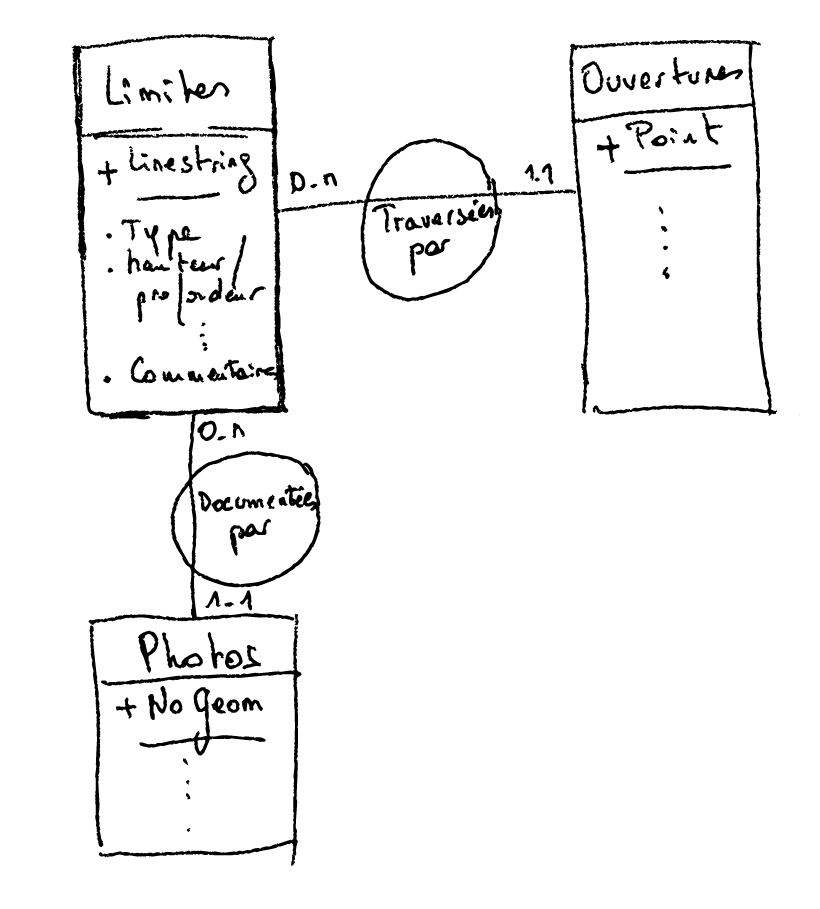 Limites
+ Linestring
• Type
• hauteur/
profondeur
• Commentaires
0-n
Traversées
par
1.1
Ouvertures
+ Point
0-n
Documentées
par
1-1
Photos
+ No geom